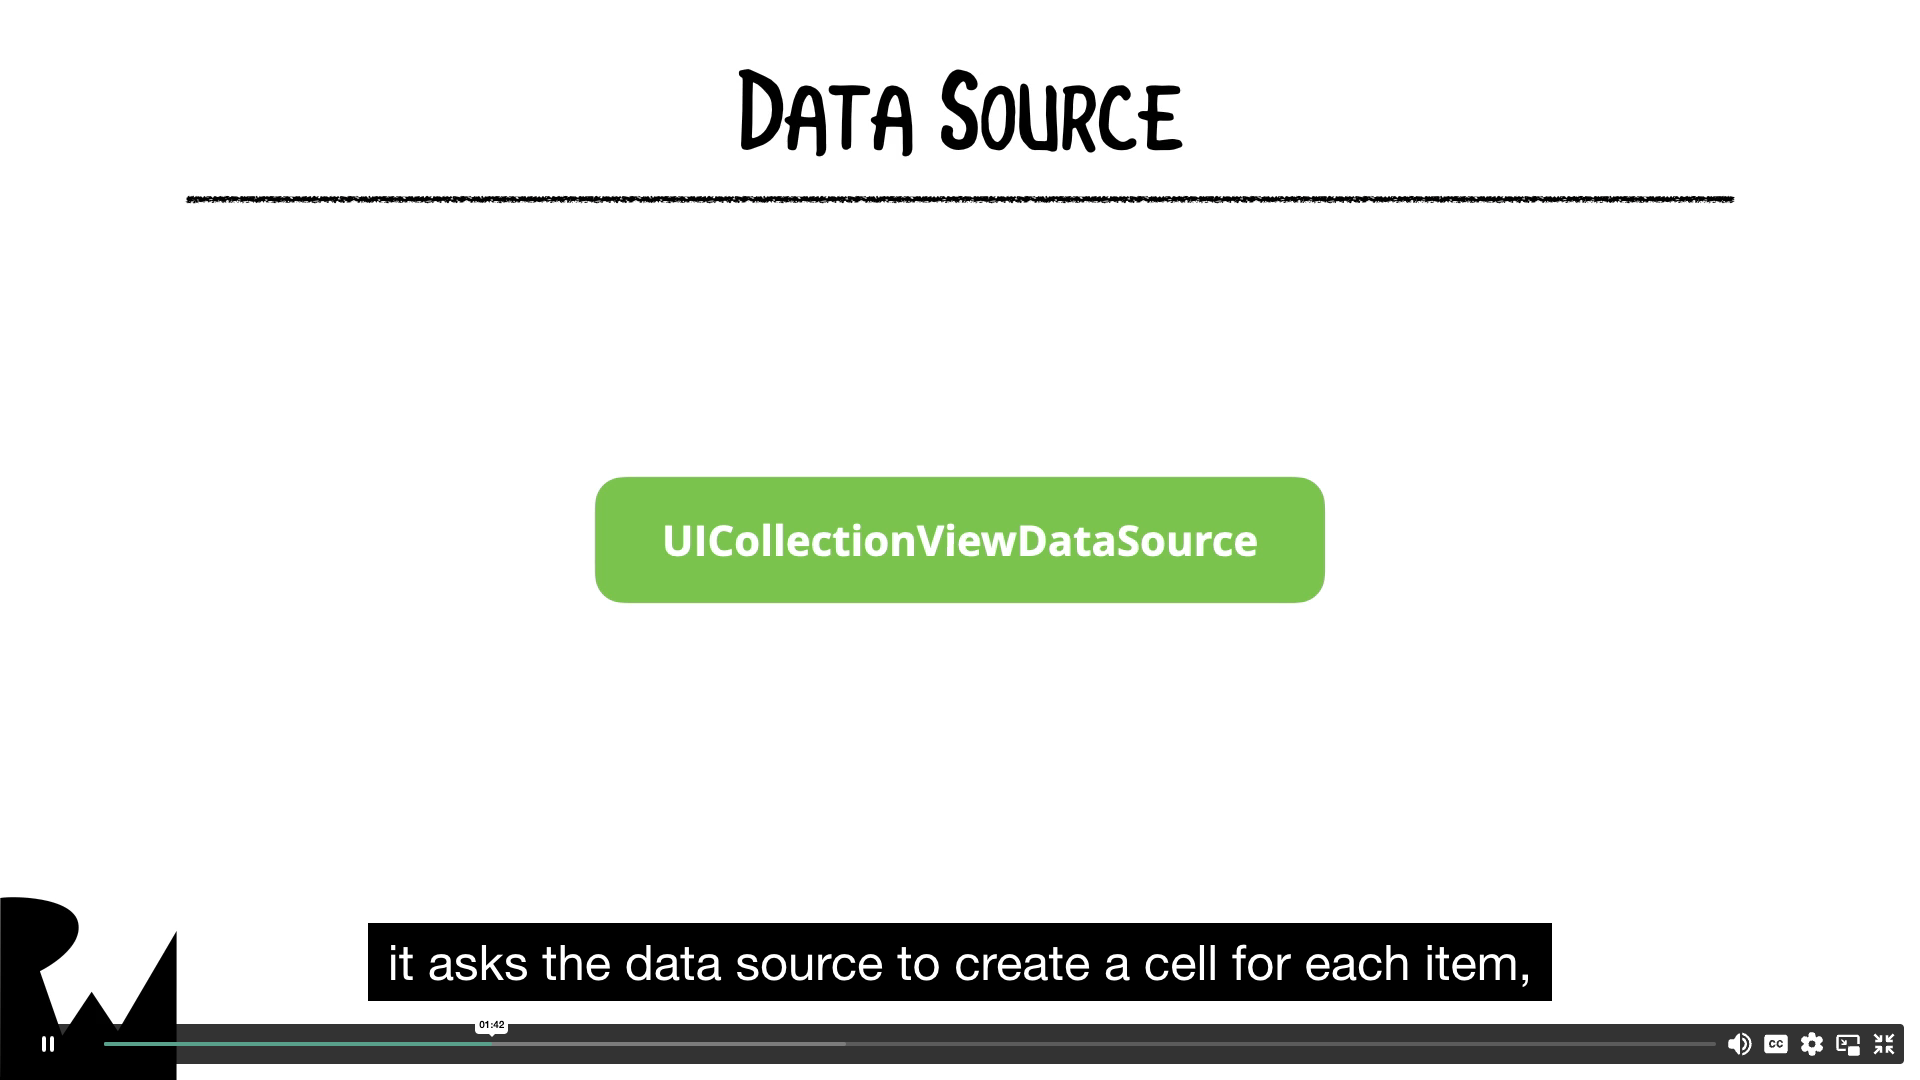 DATA SOURCE
UICollectionViewDataSource
it asks the data source to create a cell for each item,
01:42
CC